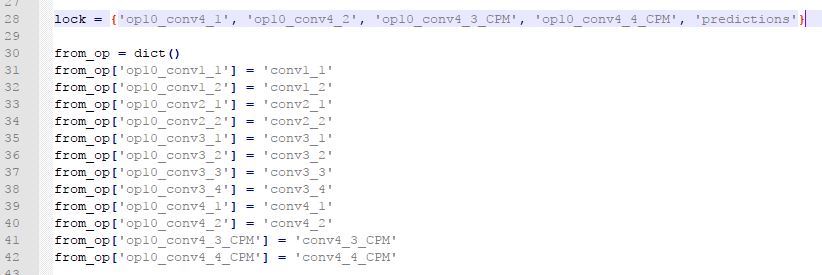 27
28 lock = {'op10_conv4_1', 'op10_conv4_2', 'op10_conv4_3_CPM', 'op10_conv4_4_CPM', 'predictions'}
29
30 from_op = dict()
31 from_op['op10_conv1_1'] = 'conv1_1'
32 from_op['op10_conv1_2'] = 'conv1_2'
33 from_op['op10_conv2_1'] = 'conv2_1'
34 from_op['op10_conv2_2'] = 'conv2_2'
35 from_op['op10_conv3_1'] = 'conv3_1'
36 from_op['op10_conv3_2'] = 'conv3_2'
37 from_op['op10_conv3_3'] = 'conv3_3'
38 from_op['op10_conv3_4'] = 'conv3_4'
39 from_op['op10_conv4_1'] = 'conv4_1'
40 from_op['op10_conv4_2'] = 'conv4_2'
41 from_op['op10_conv4_3_CPM'] = 'conv4_3_CPM'
42 from_op['op10_conv4_4_CPM'] = 'conv4_4_CPM'
43